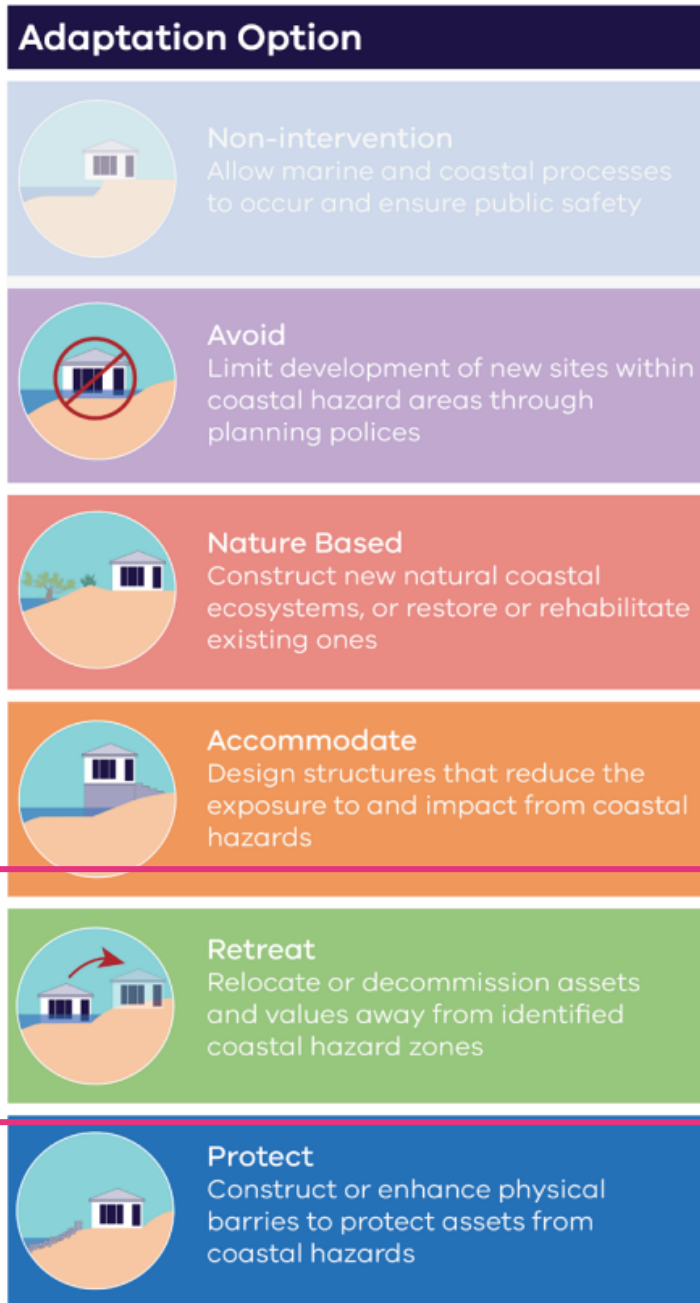 Adaptation Option
Non-intervention
Allow marine and coastal processes
to occur and ensure public safety
Avoid
Limit development of new sites within
coastal hazard areas through
planning polices
Nature Based
Construct new natural coastal
ecosystems, or restore or rehabilitate
existing ones
Accommodate
Design structures that reduce the
exposure to and impact from coastal
hazards
Retreat
Relocate or decommission assets
and values away from identified
coastal hazard zones
Protect
Construct or enhance physical
barries to protect assets from
coastal hazards